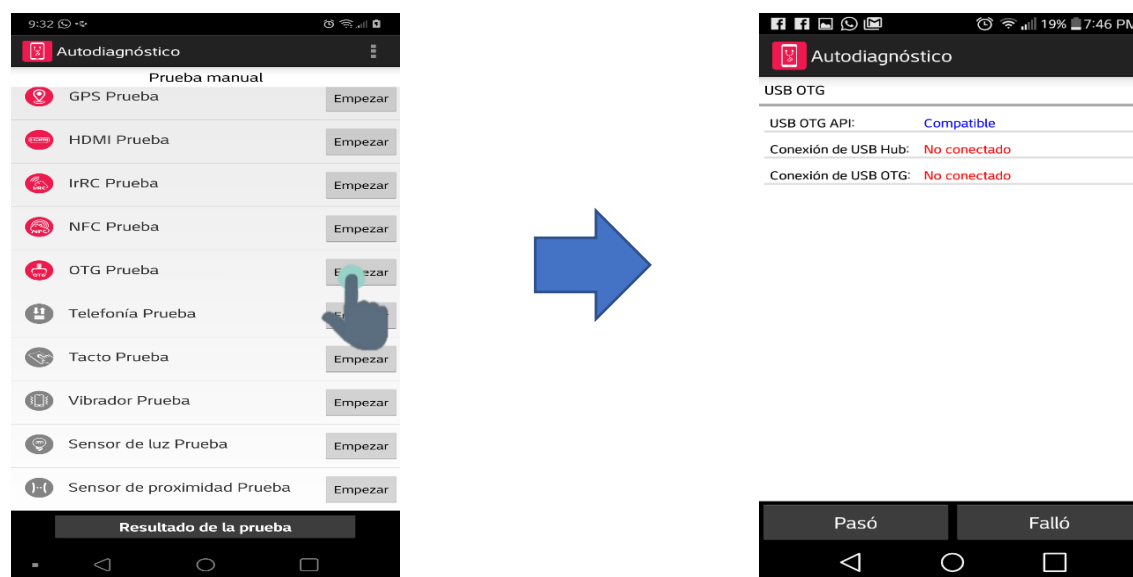 9:32
Autodiagnóstico
Prueba manual
GPS Prueba Empezar
HDMI Prueba Empezar
IrRC Prueba Empezar
NFC Prueba Empezar
OTG Prueba
Telefonía Prueba
Tacto Prueba Empezar
Vibrador Prueba Empezar
Sensor de luz Prueba Empezar
Sensor de proximidad Prueba Empezar
Resultado de la prueba
19% 7:46 PM
Autodiagnóstico
USB OTG
USB OTG API: Compatible
Conexión de USB Hub: No conectado
Conexión de USB OTG: No conectado
Pasó Falló